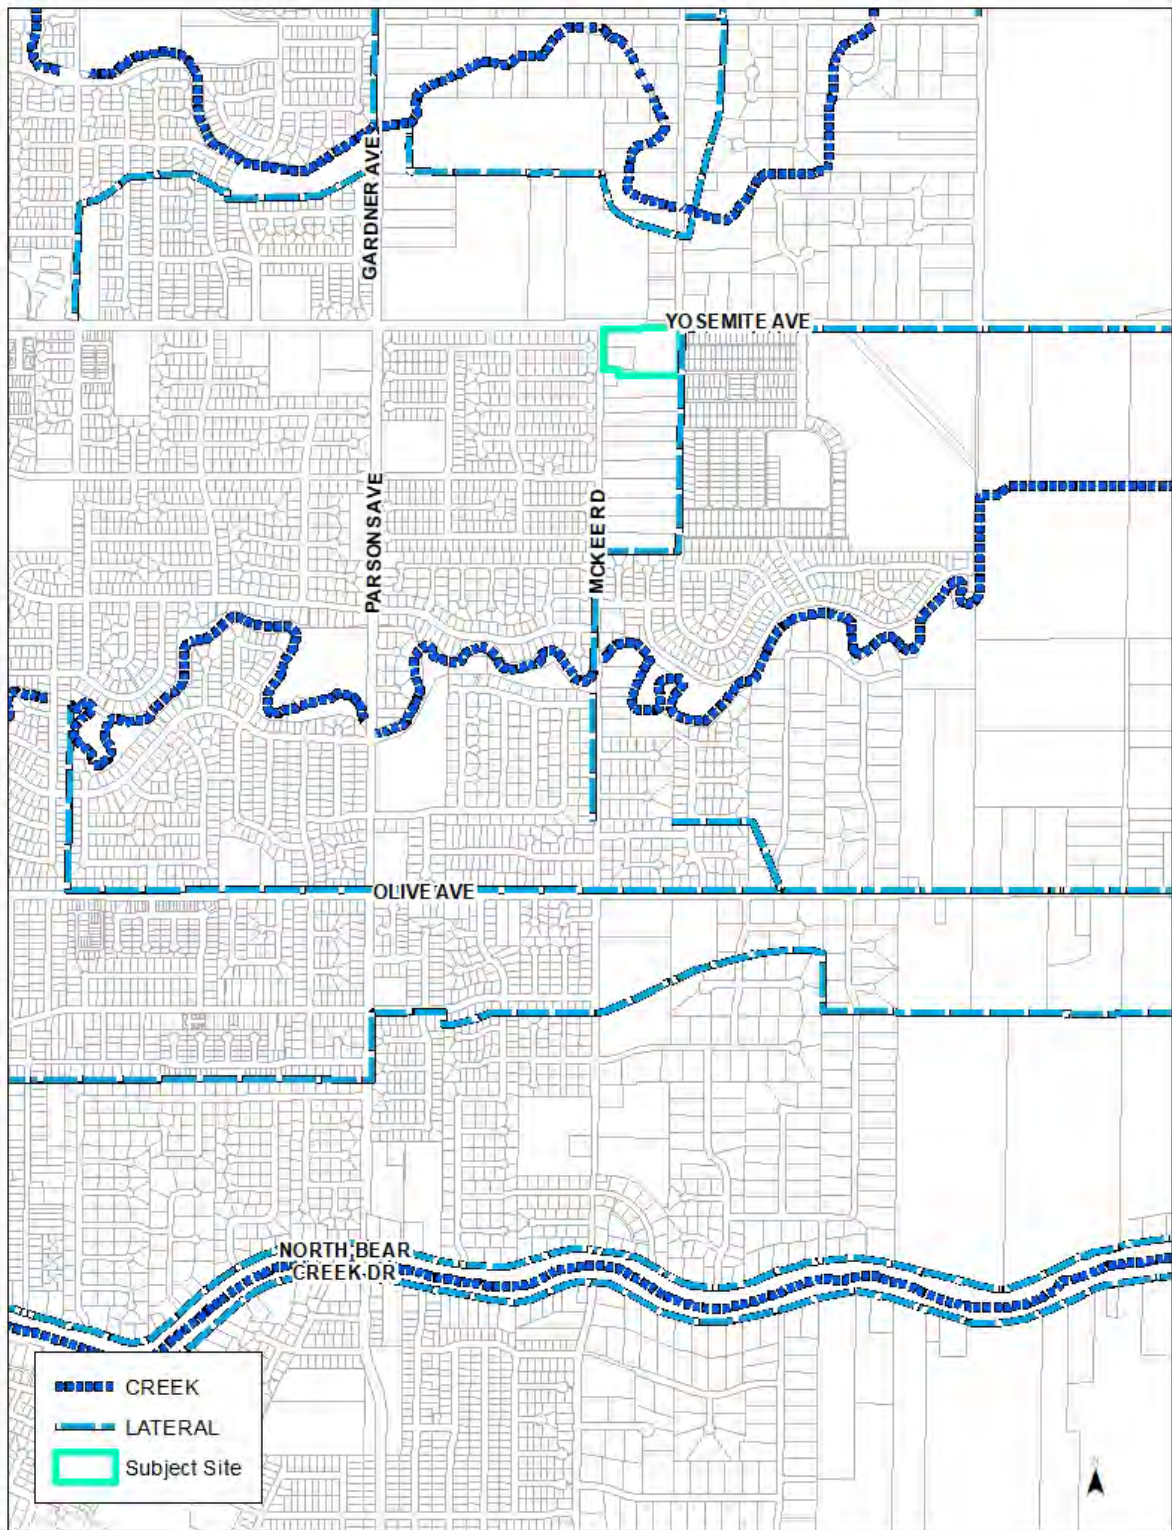 GARDNER AVE
YOSEMITE AVE
PARSONS AVE
MCKEE RD
OLIVE AVE
NORTH BEAR
CREEK DR
CREEK
LATERAL
Subject Site
N